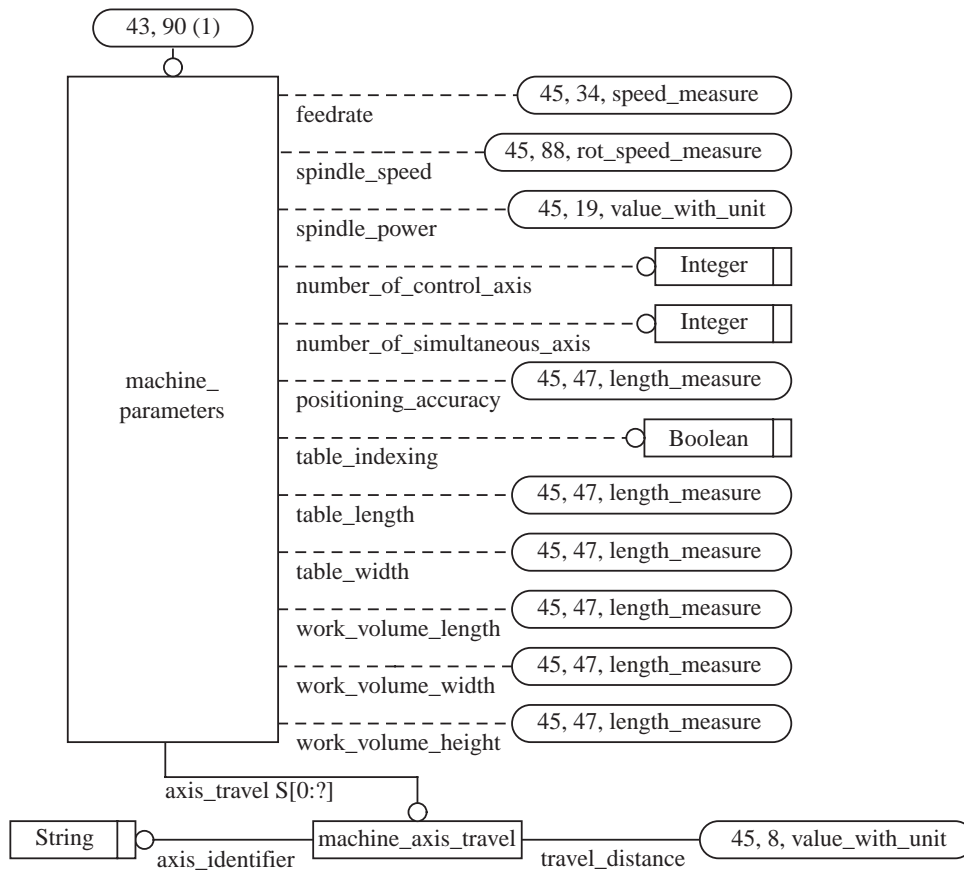 43, 90 (1)
45, 34, speed_measure
feedrate
45, 88, rot_speed_measure
spindle_speed
45, 19, value_with_unit
spindle_power
Integer
number_of_control_axis
Integer
number_of_simultaneous_axis
machine_
parameters
45, 47, length_measure
positioning_accuracy
Boolean
table_indexing
45, 47, length_measure
table_length
45, 47, length_measure
table_width
45, 47, length_measure
work_volume_length
45, 47, length_measure
work_volume_width
45, 47, length_measure
work_volume_height
axis_travel S[0:?]
String
axis_identifier
machine_axis_travel
travel_distance
45, 8, value_with_unit